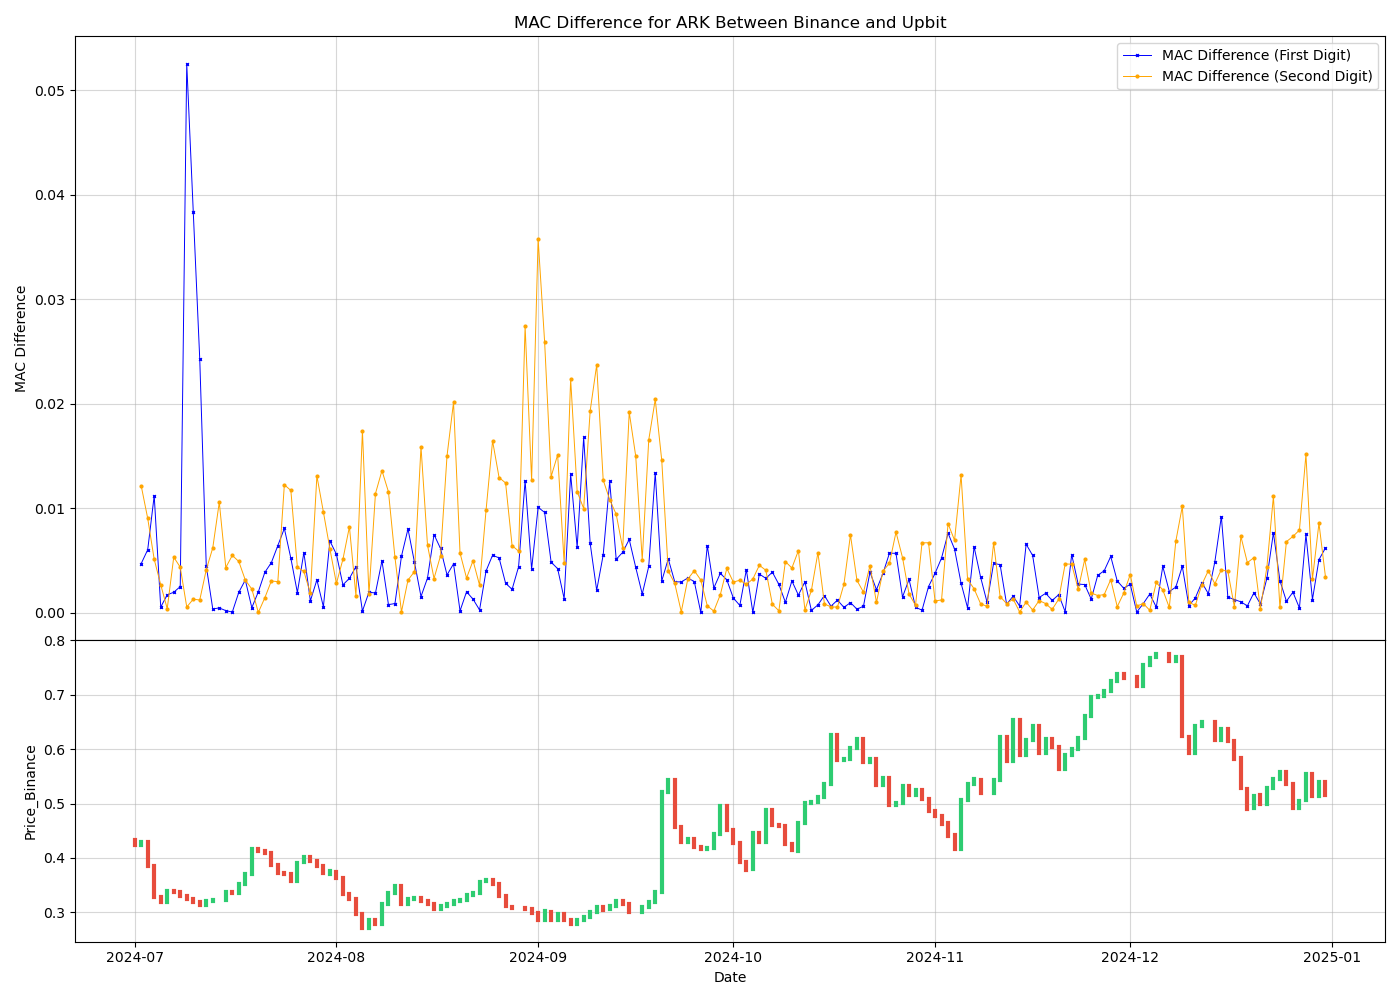 MAC Difference for ARK Between Binance and Upbit
MAC Difference (First Digit)
MAC Difference (Second Digit)
MAC Difference
0.05
0.04
0.03
0.02
0.01
0.00
Price_Binance
0.8
0.7
0.6
0.5
0.4
0.3
2024-07 2024-08 2024-09 2024-10 2024-11 2024-12 2025-01
Date